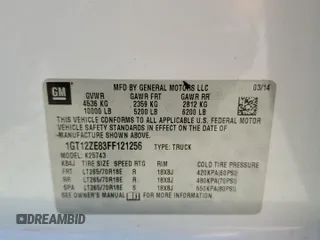 GM
MFD BY GENERAL MOTORS LLC 03/14
GVWR GAWR FRT GAWR RR
4536 KG 2359 KG 2812 KG
10000 LB 5200 LB 6200 LB
THIS VEHICLE CONFORMS TO ALL APPLICABLE U.S. FEDERAL MOTOR
VEHICLE SAFETY STANDARDS IN EFFECT ON THE DATE OF
MANUFACTURE SHOWN ABOVE.
1GT12ZE83FF121256 TYPE: TRUCK
MODEL: K25743
TIRE SIZE SPEED RTG RIM COLD TIRE PRESSURE
FRT LT265/70R18E R 18X8J 420KPA(60PSI)
RR LT265/70R18E R 18X8J
SPA LT265/70R18E 18X8J
SEE OWNER'S MANUAL FOR MORE INFORMATION.
DREAMBID